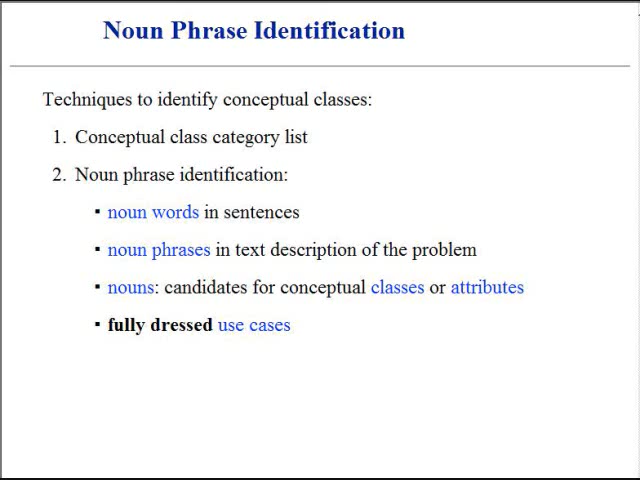 Noun Phrase Identification
Techniques to identify conceptual classes:
1. Conceptual class category list
2. Noun phrase identification:
▪ noun words in sentences
▪ noun phrases in text description of the problem
▪ nouns: candidates for conceptual classes or attributes
▪ fully dressed use cases